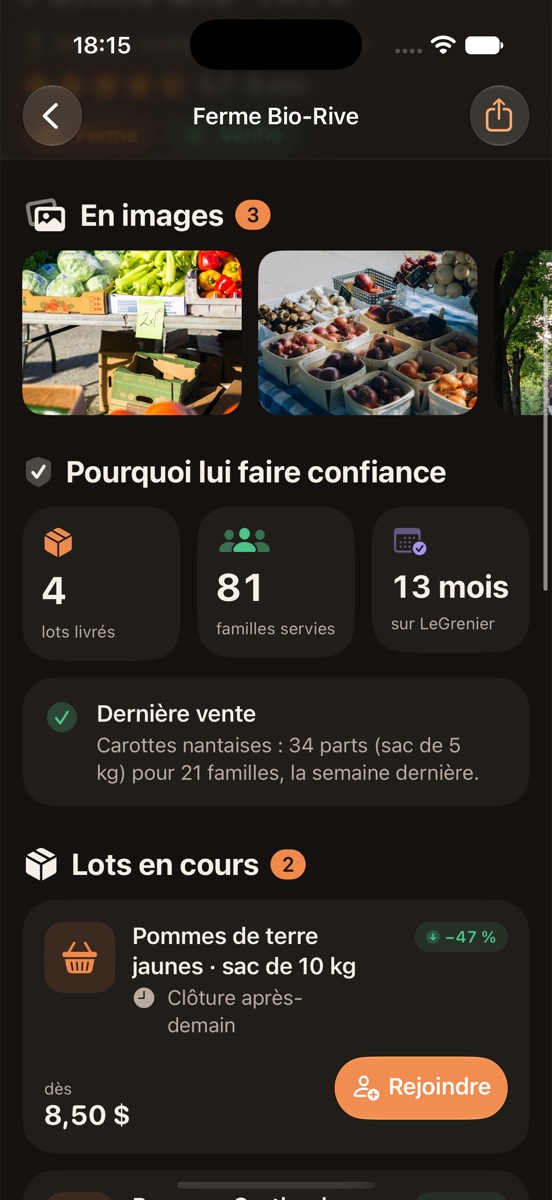 18:15
Ferme Bio-Rive
En images 3
Pourquoi lui faire confiance
4
lots livrés
81
familles servies
13 mois
sur LeGrenier
Dernière vente
Carottes nantaises : 34 parts (sac de 5
kg) pour 21 familles, la semaine dernière.
Lots en cours 2
Pommes de terre
jaunes · sac de 10 kg
−47 %
Clôture après-
demain
dès
8,50 $
Rejoindre